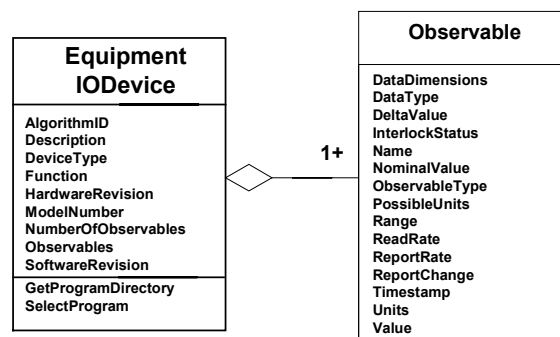 Equipment
IODevice
AlgorithmID
Description
DeviceType
Function
HardwareRevision
ModelNumber
NumberOfObservables
Observables
SoftwareRevision
GetProgramDirectory
SelectProgram
1+
Observable
DataDimensions
DataType
DeltaValue
InterlockStatus
Name
NominalValue
ObservableType
PossibleUnits
Range
ReadRate
ReportRate
ReportChange
Timestamp
Units
Value